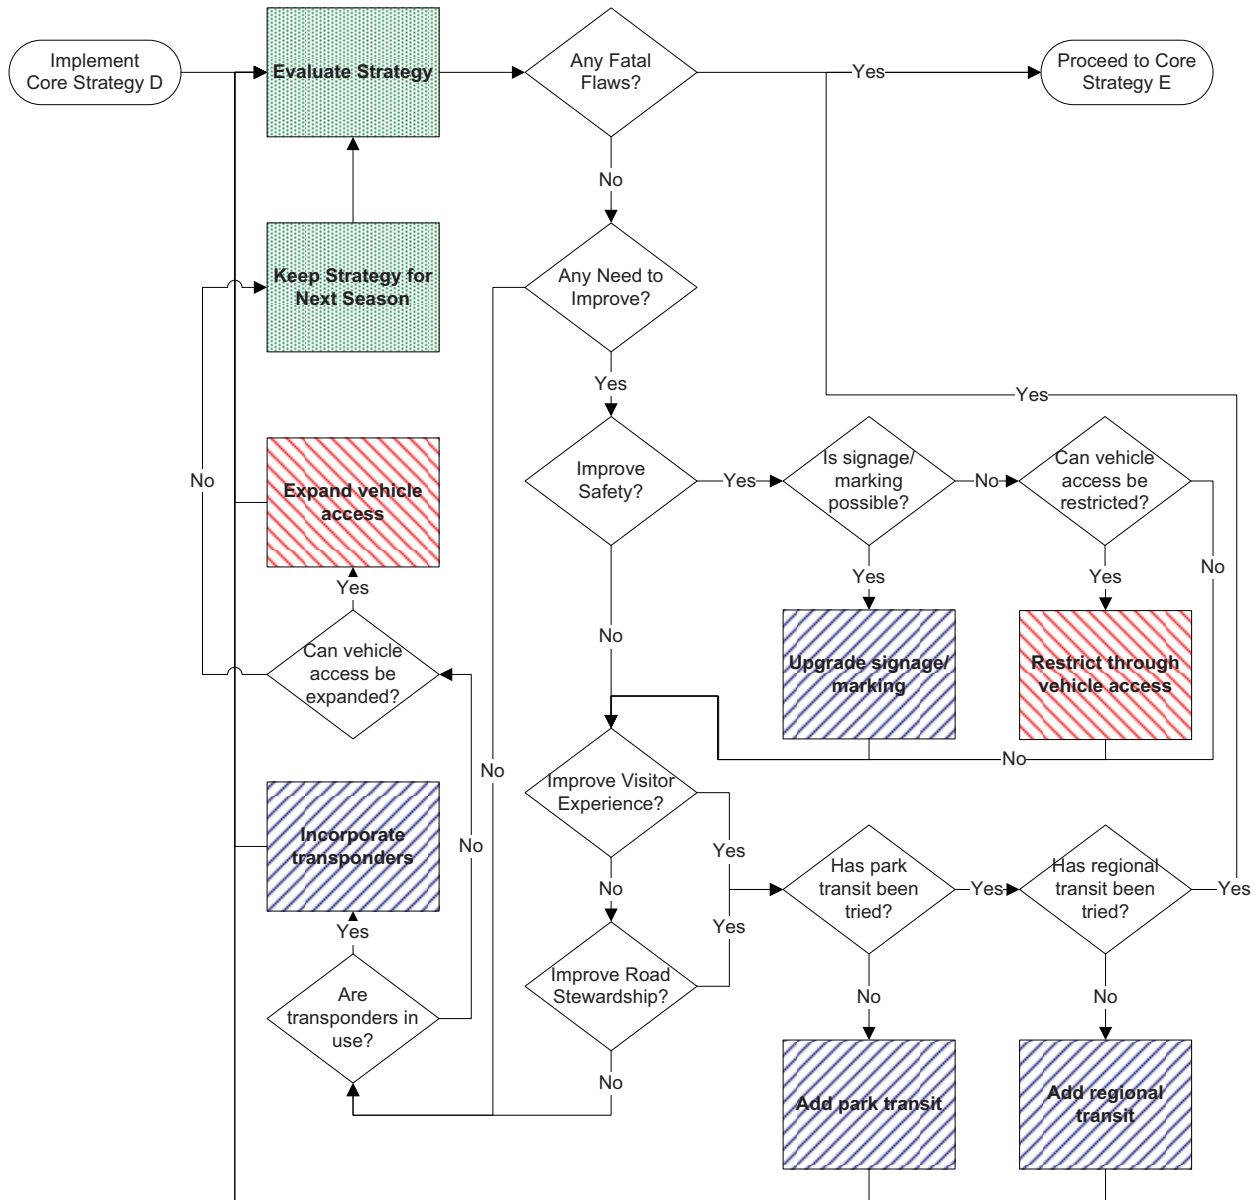 Implement
Core Strategy D
Evaluate Strategy
Any Fatal
Flaws?
Yes
Proceed to Core
Strategy E
No
Keep Strategy for
Next Season
Any Need to
Improve?
Yes
Yes
No
Expand vehicle
access
Improve
Safety?
Yes
Is signage/
marking
possible?
No
Can vehicle
access be
restricted?
No
Yes
Yes
Yes
Can vehicle
access be
expanded?
No
Upgrade signage/
marking
Restrict through
vehicle access
No
No
Improve Visitor
Experience?
Incorporate
transponders
No
Yes
Has park
transit been
tried?
Yes
Has regional
transit been
tried?
Yes
No
Yes
Yes
Improve Road
Stewardship?
Are
transponders in
use?
No
No
No
Add park transit
Add regional
transit